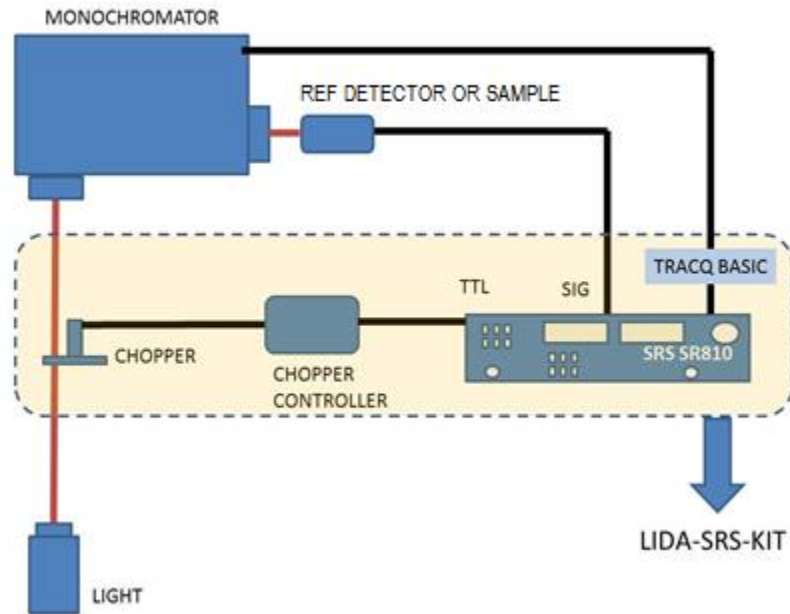 MONOCHROMATOR
REF DETECTOR OR SAMPLE
TRACQ BASIC
TTL
SIG
SRS SR810
CHOPPER
CHOPPER
CONTROLLER
LIDA-SRS-KIT
LIGHT